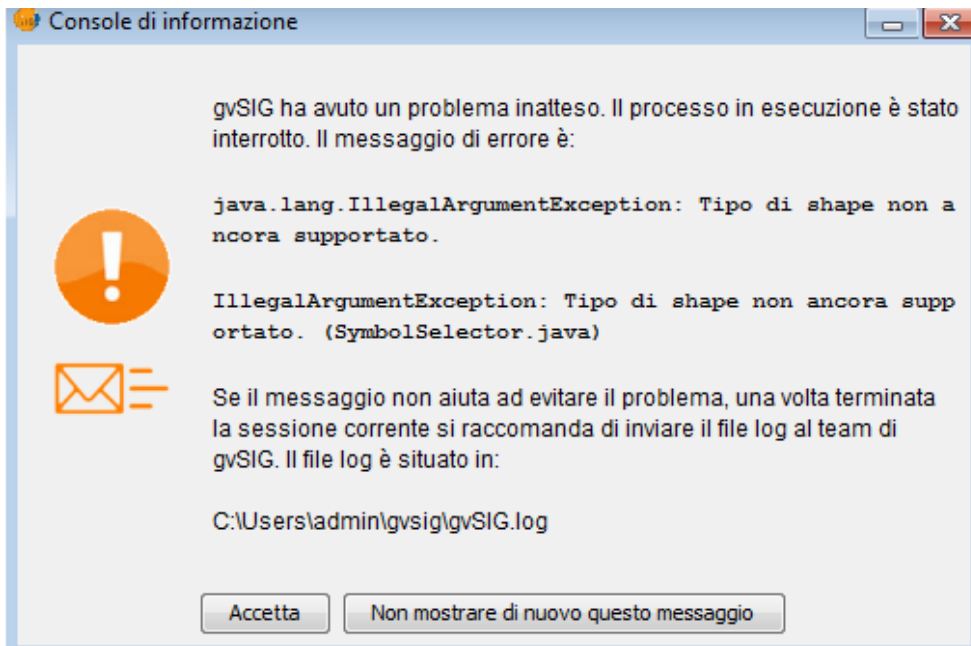 Console di informazione
gvSIG ha avuto un problema inatteso. Il processo in esecuzione è stato
interrotto. Il messaggio di errore è:
java.lang.IllegalArgumentException: Tipo di shape non a
ncora supportato.
IllegalArgumentException: Tipo di shape non ancora supp
ortato. (SymbolSelector.java)
Se il messaggio non aiuta ad evitare il problema, una volta terminata
la sessione corrente si raccomanda di inviare il file log al team di
gvSIG. Il file log è situato in:
C:\Users\admin\gvsig\gvSIG.log
Accetta
Non mostrare di nuovo questo messaggio